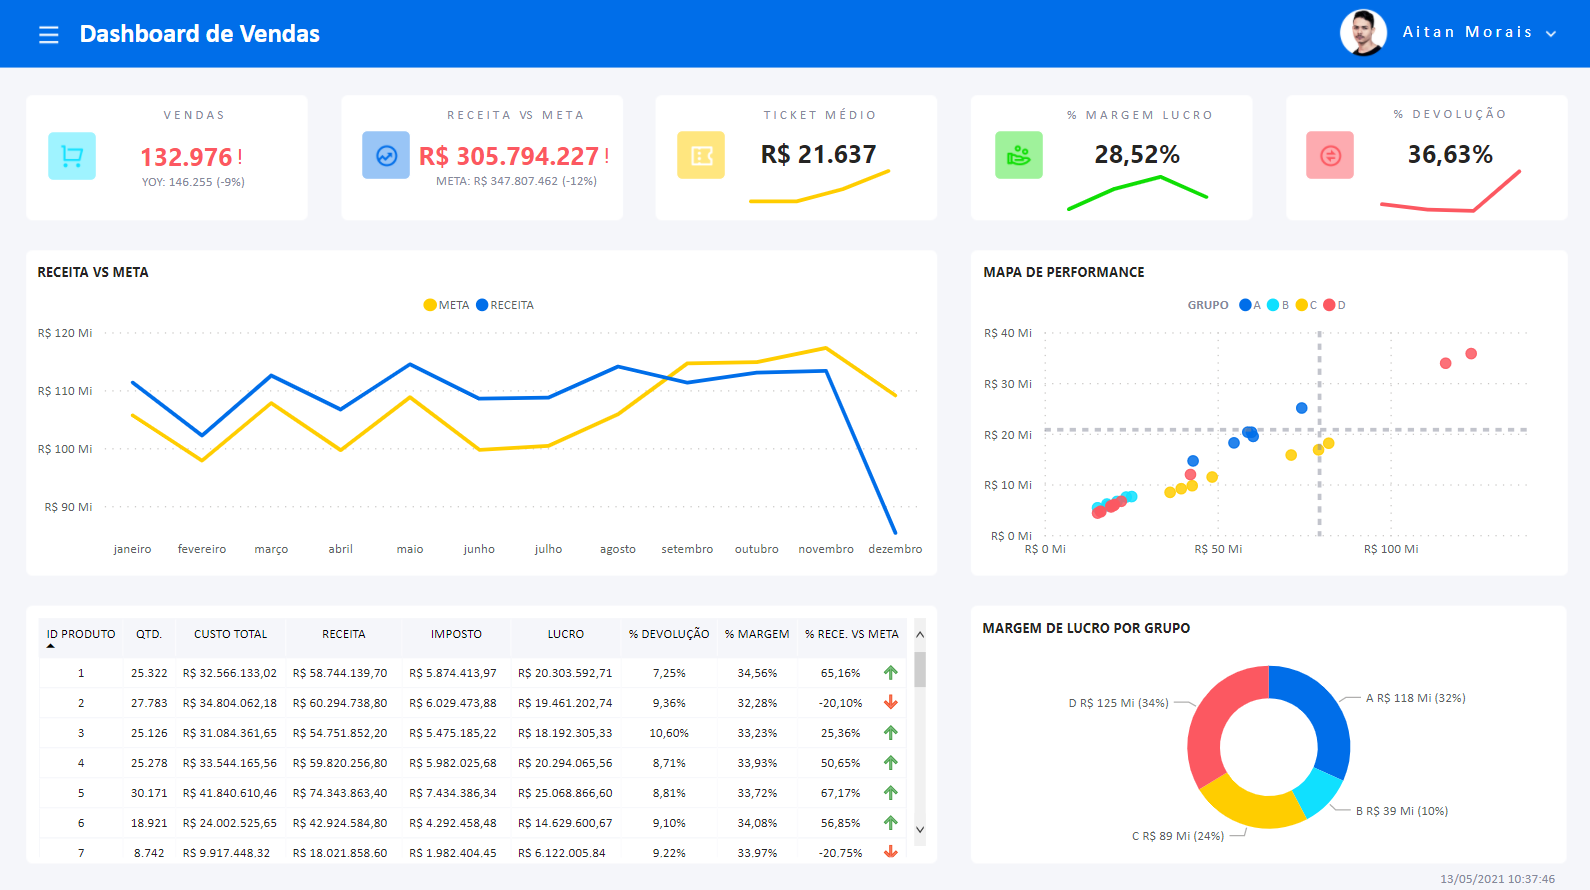 Dashboard de Vendas
Aitan Morais
VENDAS
132.976 !
YOY: 146.255 (-9%)
RECEITA VS META
R$ 305.794.227 !
META: R$ 347.807.462 (-12%)
TICKET MÉDIO
R$ 21.637
% MARGEM LUCRO
28,52%
% DEVOLUÇÃO
36,63%
RECEITA VS META
META RECEITA
R$ 120 Mi
R$ 110 Mi
R$ 100 Mi
R$ 90 Mi
janeiro fevereiro março abril maio junho julho agosto setembro outubro novembro dezembro
MAPA DE PERFORMANCE
GRUPO A B C D
R$ 40 Mi
R$ 30 Mi
R$ 20 Mi
R$ 10 Mi
R$ 0 Mi
R$ 0 Mi R$ 50 Mi R$ 100 Mi
ID PRODUTO QTD. CUSTO TOTAL RECEITA IMPOSTO LUCRO % DEVOLUÇÃO % MARGEM % RECE. VS META
1 25.322 R$ 32.566.133,02 R$ 58.744.139,70 R$ 5.874.413,97 R$ 20.303.592,71 7,25% 34,56% 65,16%
2 27.783 R$ 34.804.062,18 R$ 60.294.738,80 R$ 6.029.473,88 R$ 19.461.202,74 9,36% 32,28% -20,10%
3 25.126 R$ 31.084.361,65 R$ 54.751.852,20 R$ 5.475.185,22 R$ 18.192.305,33 10,60% 33,23% 25,36%
4 25.278 R$ 33.544.165,56 R$ 59.820.256,80 R$ 5.982.025,68 R$ 20.294.065,56 8,71% 33,93% 50,65%
5 30.171 R$ 41.840.610,46 R$ 74.343.863,40 R$ 7.434.386,34 R$ 25.068.866,60 8,81% 33,72% 67,17%
6 18.921 R$ 24.002.525,65 R$ 42.924.584,80 R$ 4.292.458,48 R$ 14.629.600,67 9,10% 34,08% 56,85%
7 8.742 R$ 9.917.448,32 R$ 18.021.858,60 R$ 1.982.404,45 R$ 6.122.005,84 9,22% 33,97% -20,75%
MARGEM DE LUCRO POR GRUPO
D R$ 125 Mi (34%)
A R$ 118 Mi (32%)
B R$ 39 Mi (10%)
C R$ 89 Mi (24%)
13/05/2021 10:37:46